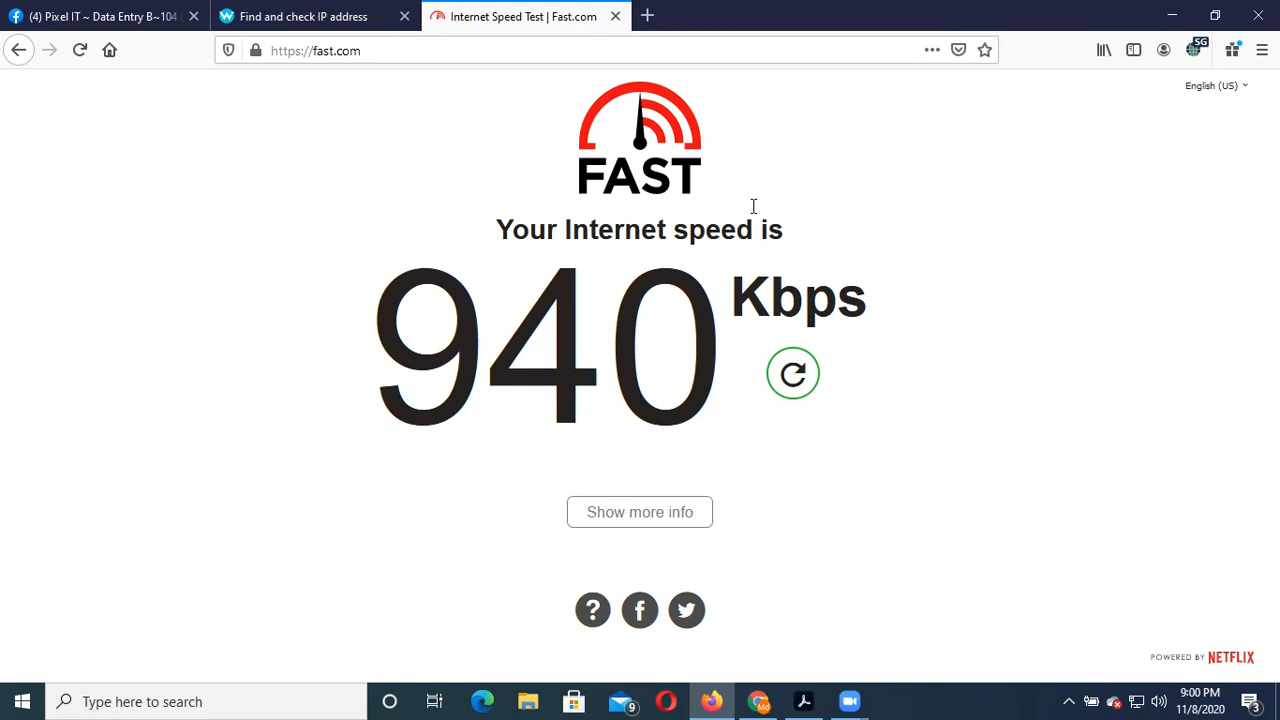 (4) Pixel IT ~ Data Entry B~104
Find and check IP address
Internet Speed Test | Fast.com
https://fast.com
SG
English (US)
FAST
Your Internet speed is
940 Kbps
Show more info
?
f
POWERED BY NETFLIX
Type here to search
9
Md
9:00 PM
11/8/2020
3